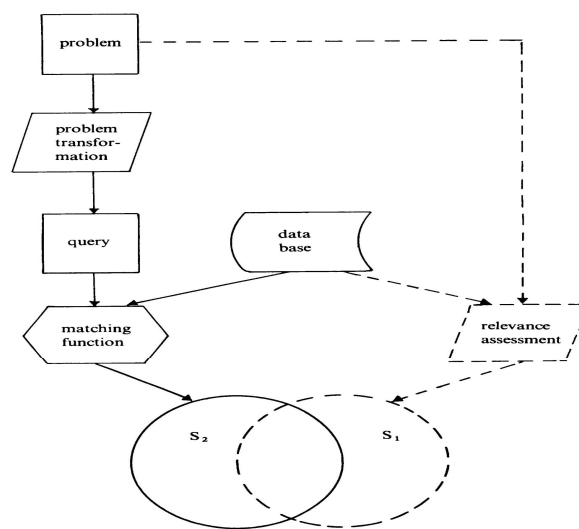 problem
problem
transfor-
mation
query
data
base
matching
function
relevance
assessment
S₂
S₁